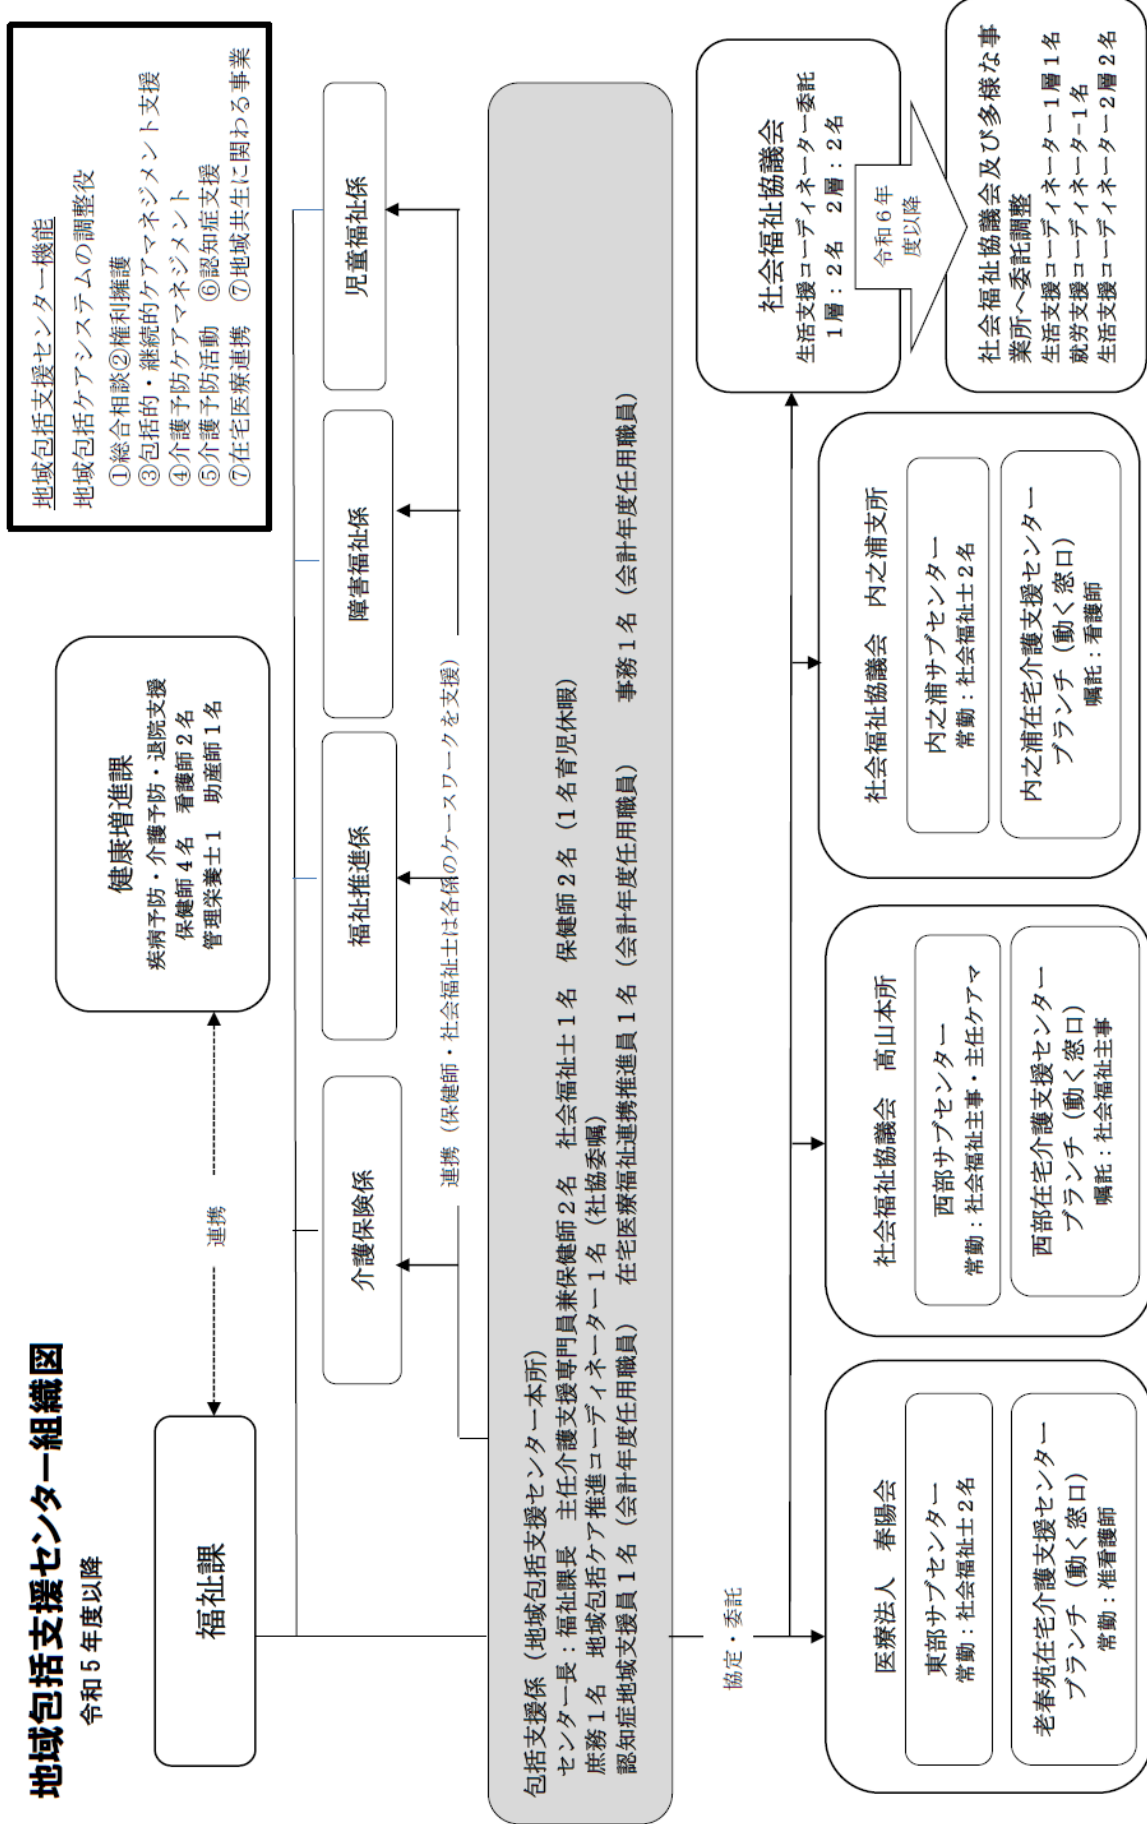 地域包括支援センター組織図
令和5年度以降
福祉課
連携
健康増進課
疾病予防・介護予防・退院支援
保健師4名　看護師2名
管理栄養士1　助産師1名
地域包括支援センター機能
地域包括ケアシステムの調整役
①総合相談②権利擁護
③包括的・継続的ケアマネジメント支援
④介護予防ケアマネジメント
⑤介護予防活動　⑥認知症支援
⑦在宅医療連携　⑦地域共生に関わる事業
介護保険係
福祉推進係
障害福祉係
児童福祉係
連携（保健師・社会福祉士は各係のケースワークを支援）
包括支援係（地域包括支援センター本所）
センター長：福祉課長　主任介護支援専門員兼保健師2名　社会福祉士1名　保健師2名（1名育児休暇）
庶務1名　地域包括ケア推進コーディネーター1名（社協委嘱）
認知症地域支援員1名（会計年度任用職員）　在宅医療福祉連携推進員1名（会計年度任用職員）　事務1名（会計年度任用職員）
協定・委託
医療法人　春陽会
東部サブセンター
常勤：社会福祉士2名
老春苑在宅介護支援センター
ブランチ（動く窓口）
常勤：准看護師
社会福祉協議会　高山本所
西部サブセンター
常勤：社会福祉主事・主任ケアマ
西部在宅介護支援センター
ブランチ（動く窓口）
嘱託：社会福祉主事
社会福祉協議会　内之浦支所
内之浦サブセンター
常勤：社会福祉士2名
内之浦在宅介護支援センター
ブランチ（動く窓口）
嘱託：看護師
社会福祉協議会
生活支援コーディネーター委託
1層：2名　2層：2名
令和6年
度以降
社会福祉協議会及び多様な事
業所へ委託調整
生活支援コーディネーター1層1名
就労支援コーディネーター1名
生活支援コーディネーター2層2名